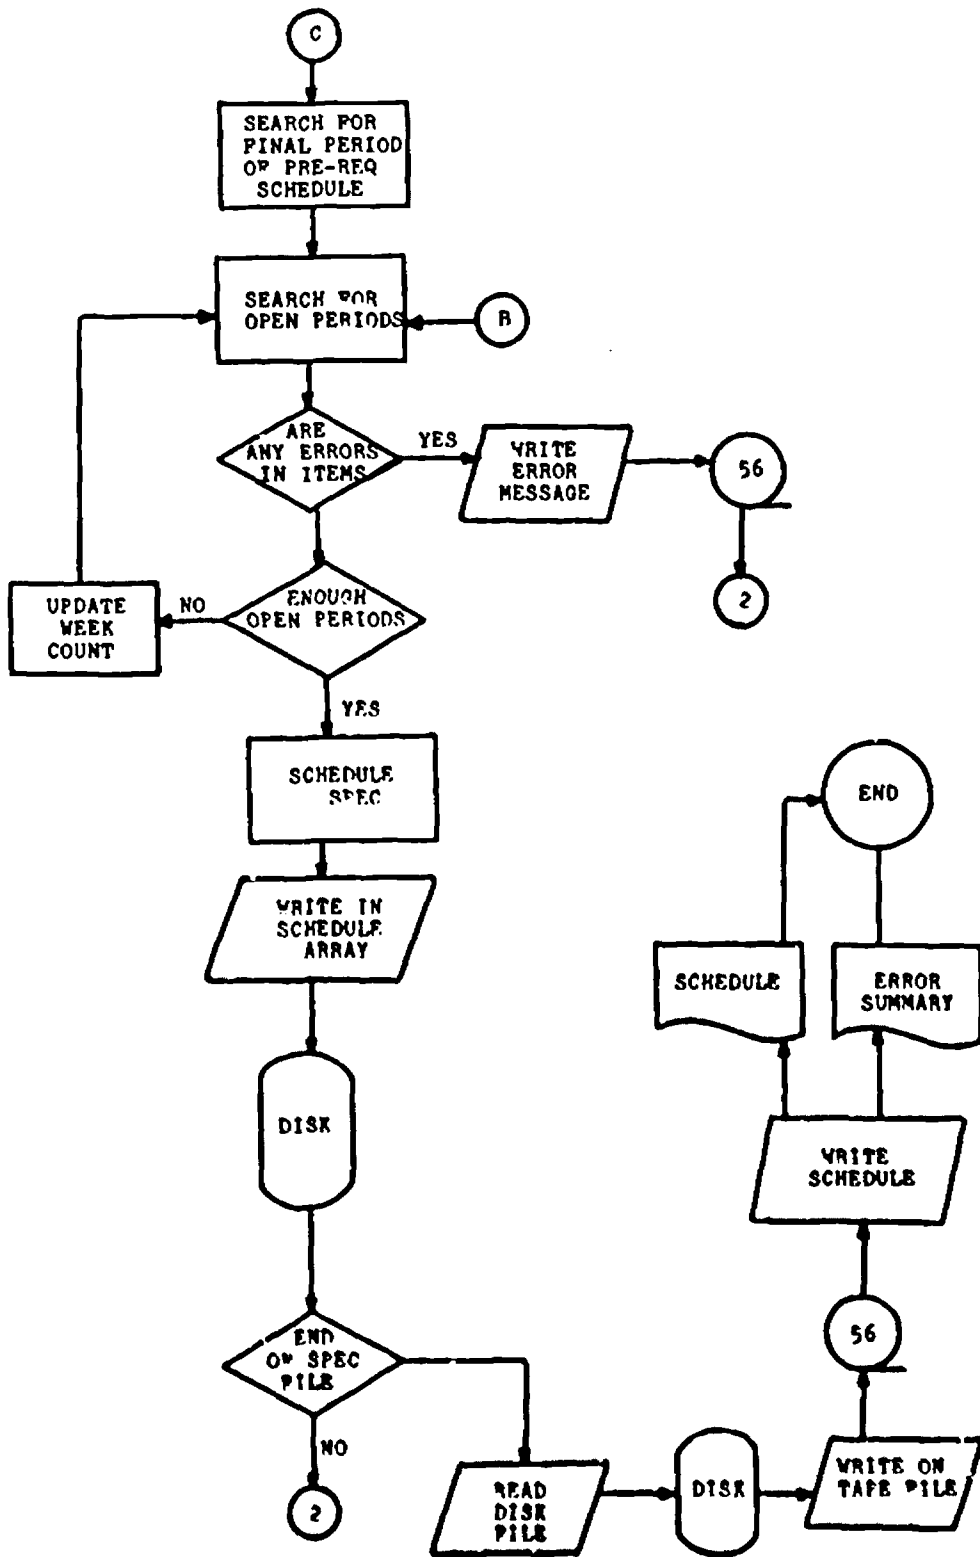 C
SEARCH FOR
FINAL PERIOD
OF PRE-REQ
SCHEDULE
SEARCH FOR
OPEN PERIODS
B
ARE
ANY ERRORS
IN ITEMS
YES
WRITE
ERROR
MESSAGE
56
2
ENOUGH
OPEN PERIODS
NO
UPDATE
WEEK
COUNT
YES
SCHEDULE
SPEC
WRITE IN
SCHEDULE
ARRAY
DISK
END
OF SPEC
FILE
NO
2
READ
DISK
FILE
DISK
WRITE ON
TAPE FILE
56
WRITE
SCHEDULE
SCHEDULE
ERROR
SUMMARY
END